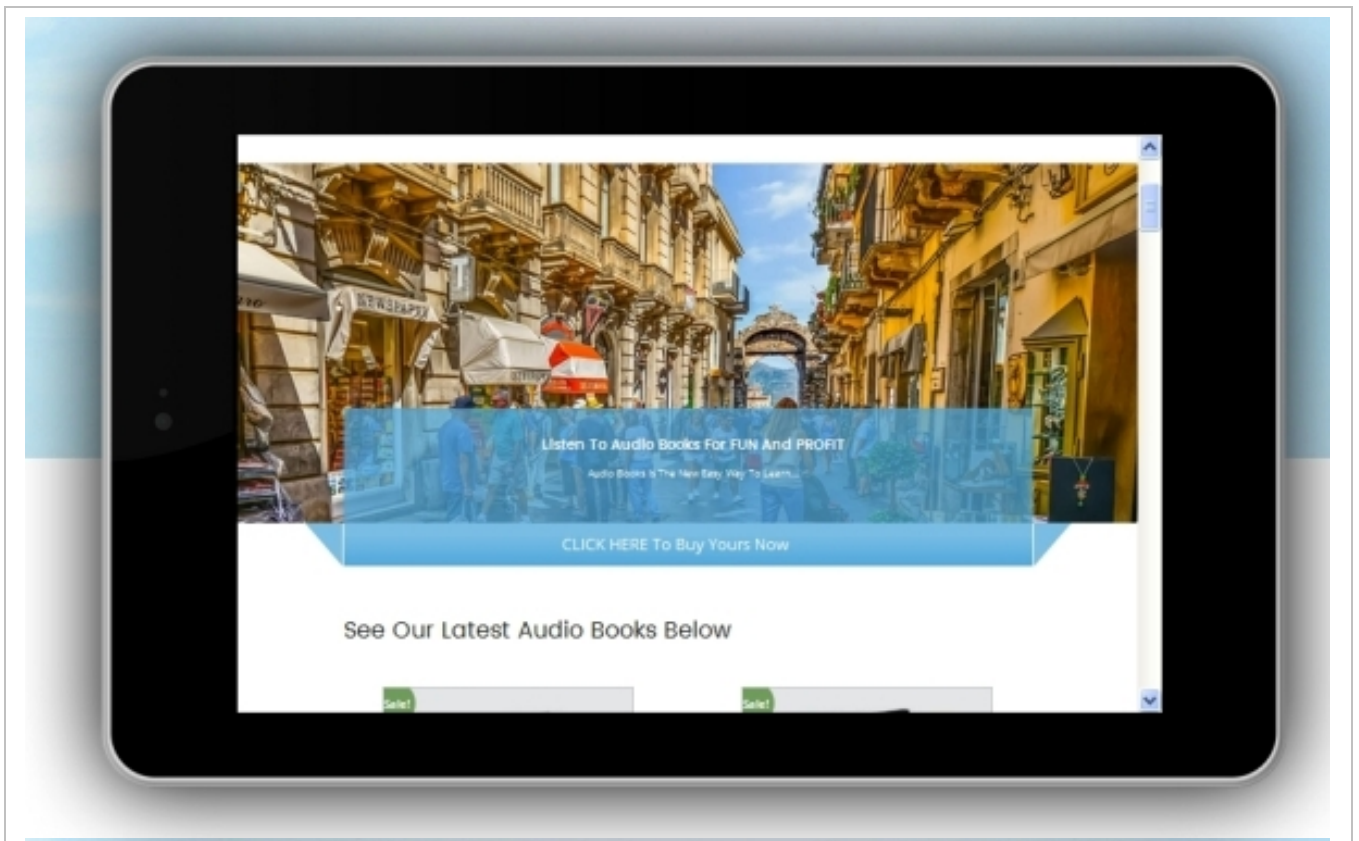 NEWSPAPER
Listen To Audio Books For FUN And PROFIT
Audio Books Is The New Easy Way To Learn...
CLICK HERE To Buy Yours Now
See Our Latest Audio Books Below
Sale!
Sale!